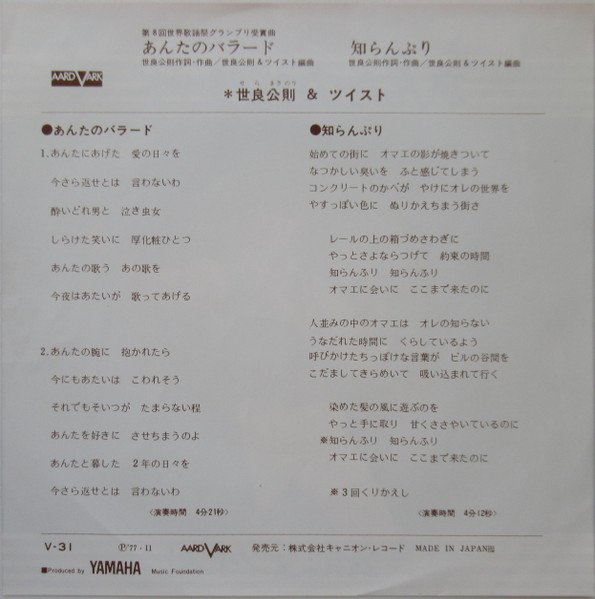 第8回世界歌謡祭グランプリ受賞曲
あんたのバラード 知らんぷり
世良公則作詞・作曲／世良公則&ツイスト編曲 世良公則作詞・作曲／世良公則&ツイスト編曲
AARDVARK
せら まさのり
＊世良公則 & ツイスト
●あんたのバラード
1.あんたにあげた 愛の日々を
今さら返せとは 言わないわ
酔いどれ男と 泣き虫女
しらけた笑いに 厚化粧ひとつ
あんたの歌う あの歌を
今夜はあたいが 歌ってあげる
2.あんたの腕に 抱かれたら
今にもあたいは こわれそう
それでもそいつが たまらない程
あんたを好きに させちまうのよ
あんたと暮した 2年の日々を
今さら返せとは 言わないわ
〈演奏時間 4分21秒〉
●知らんぷり
始めての街に オマエの影が焼きついて
なつかしい臭いを ふと感じてしまう
コンクリートのかべが やけにオレの世界を
やすっぽい色に ぬりかえちまう街さ
レールの上の箱づめさわぎに
やっとさよならつげて 約束の時間
知らんふり 知らんふり
オマエに会いに ここまで来たのに
人並みの中のオマエは オレの知らない
うなだれた時間に くらしているよう
呼びかけたちっぽけな言葉が ビルの谷間を
こだましてきらめいて 吸い込まれて行く
染めた髪の風に遊ぶのを
やっと手に取り 甘くささやいているのに
※知らんふり 知らんふり
オマエに会いに ここまで来たのに
※3回くりかえし
〈演奏時間 4分12秒〉
V-31 Ⓟ'77・11 AARDVARK 発売元：株式会社キャニオン・レコード MADE IN JAPAN
■Produced by YAMAHA Music Foundation